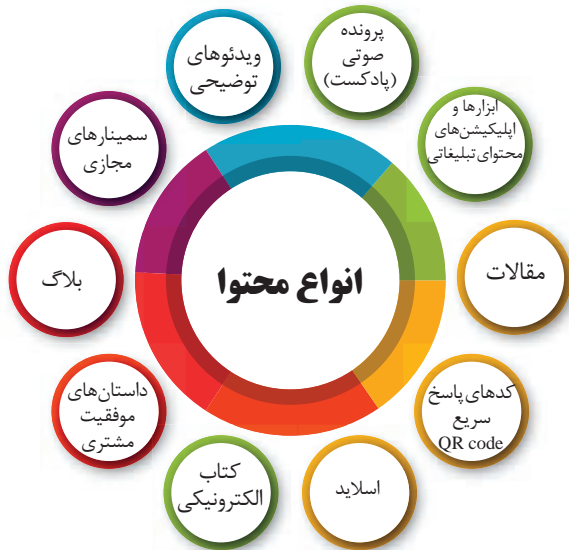 انواع محتوا
پرونده
صوتی
(پادکست)
ابزارها و
اپلیکیشن‌های
محتوای تبلیغاتی
مقالات
کدهای پاسخ
سریع
QR code
اسلاید
کتاب
الکترونیکی
داستان‌های
موفقیت
مشتری
بلاگ
سمینارهای
مجازی
ویدئوهای
توضیحی